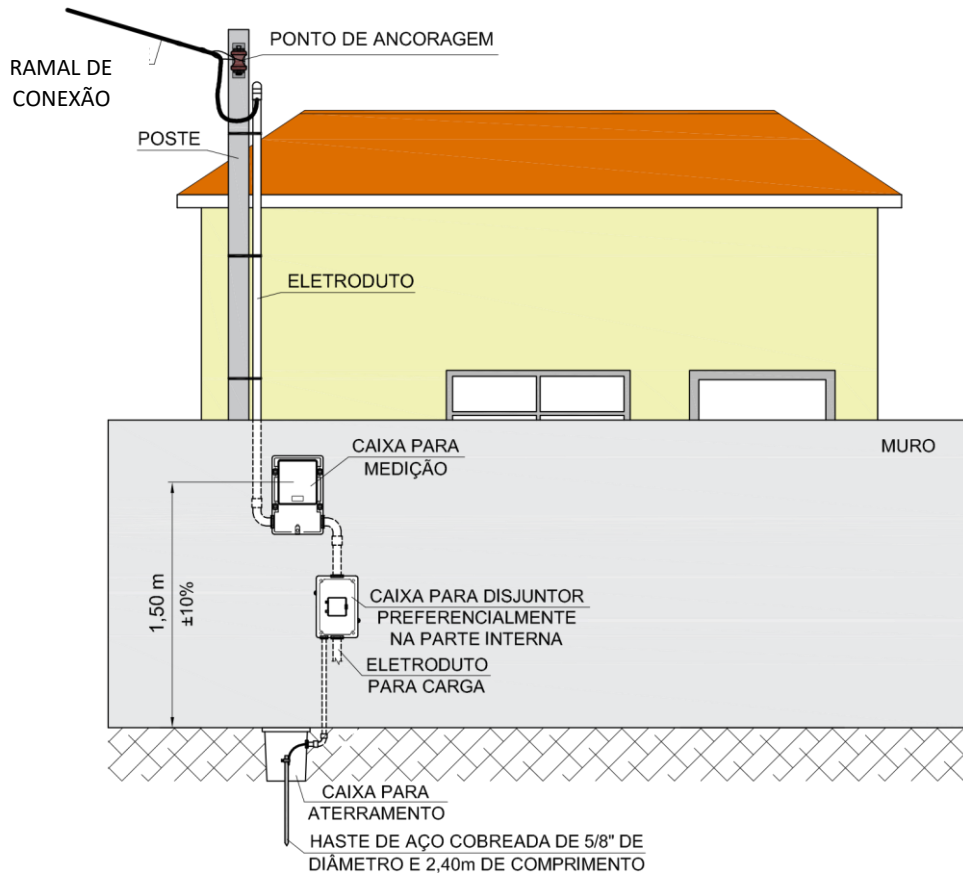 PONTO DE ANCORAGEM
RAMAL DE
CONEXÃO
POSTE
ELETRODUTO
CAIXA PARA
MEDIÇÃO
MURO
1,50 m
±10%
CAIXA PARA DISJUNTOR
PREFERENCIALMENTE
NA PARTE INTERNA
ELETRODUTO
PARA CARGA
CAIXA PARA
ATERRAMENTO
HASTE DE AÇO COBREADA DE 5/8" DE
DIÂMETRO E 2,40m DE COMPRIMENTO